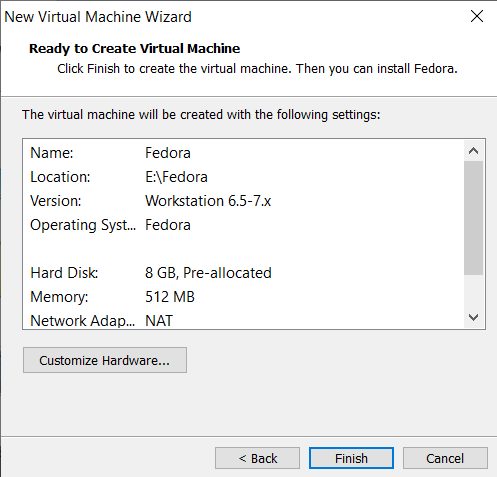 New Virtual Machine Wizard
Ready to Create Virtual Machine
Click Finish to create the virtual machine. Then you can install Fedora.
The virtual machine will be created with the following settings:
Name: Fedora
Location: E:\Fedora
Version: Workstation 6.5-7.x
Operating Syst... Fedora
Hard Disk: 8 GB, Pre-allocated
Memory: 512 MB
Network Adap... NAT
Customize Hardware...
< Back Finish Cancel